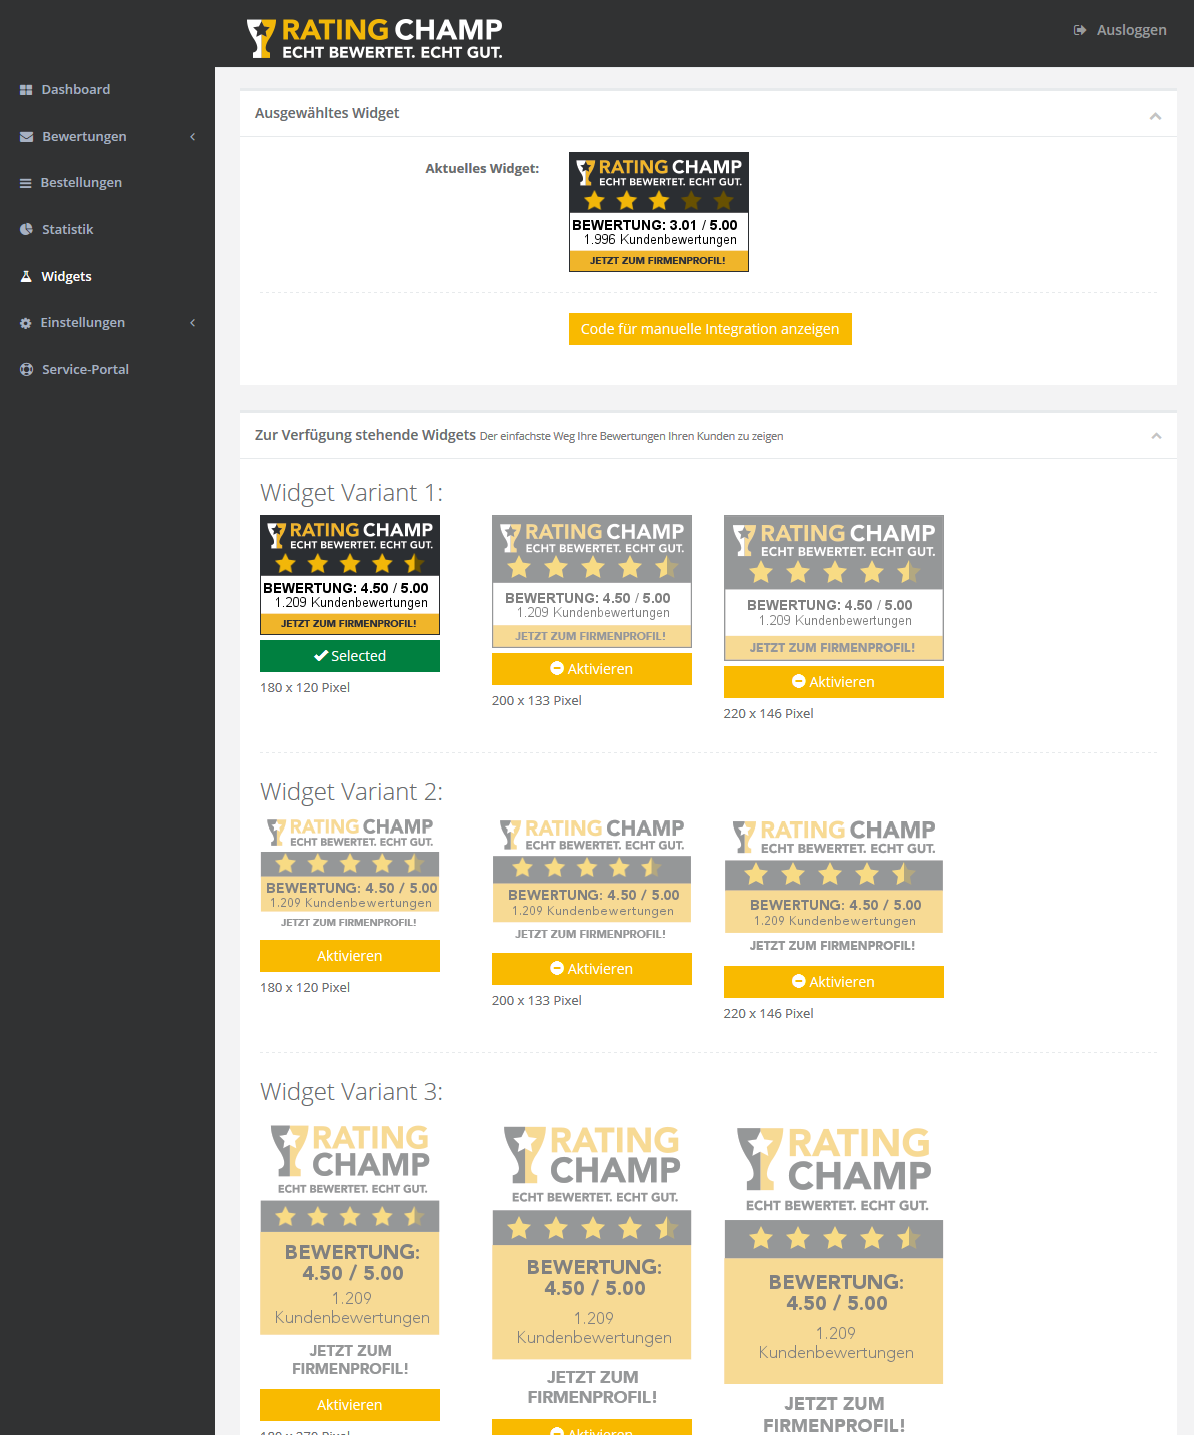 RATING CHAMP
ECHT BEWERTET. ECHT GUT.
Ausloggen
Dashboard
Bewertungen
Bestellungen
Statistik
Widgets
Einstellungen
Service-Portal
Ausgewähltes Widget
Aktuelles Widget:
RATING CHAMP
ECHT BEWERTET. ECHT GUT.
BEWERTUNG: 3.01 / 5.00
1.996 Kundenbewertungen
JETZT ZUM FIRMENPROFIL!
Code für manuelle Integration anzeigen
Zur Verfügung stehende Widgets Der einfachste Weg Ihre Bewertungen Ihren Kunden zu zeigen
Widget Variant 1:
RATING CHAMP
ECHT BEWERTET. ECHT GUT.
BEWERTUNG: 4.50 / 5.00
1.209 Kundenbewertungen
JETZT ZUM FIRMENPROFIL!
Selected
180 x 120 Pixel
RATING CHAMP
ECHT BEWERTET. ECHT GUT.
BEWERTUNG: 4.50 / 5.00
1.209 Kundenbewertungen
JETZT ZUM FIRMENPROFIL!
Aktivieren
200 x 133 Pixel
RATING CHAMP
ECHT BEWERTET. ECHT GUT.
BEWERTUNG: 4.50 / 5.00
1.209 Kundenbewertungen
JETZT ZUM FIRMENPROFIL!
Aktivieren
220 x 146 Pixel
Widget Variant 2:
RATING CHAMP
ECHT BEWERTET. ECHT GUT.
BEWERTUNG: 4.50 / 5.00
1.209 Kundenbewertungen
JETZT ZUM FIRMENPROFIL!
Aktivieren
180 x 120 Pixel
RATING CHAMP
ECHT BEWERTET. ECHT GUT.
BEWERTUNG: 4.50 / 5.00
1.209 Kundenbewertungen
JETZT ZUM FIRMENPROFIL!
Aktivieren
200 x 133 Pixel
RATING CHAMP
ECHT BEWERTET. ECHT GUT.
BEWERTUNG: 4.50 / 5.00
1.209 Kundenbewertungen
JETZT ZUM FIRMENPROFIL!
Aktivieren
220 x 146 Pixel
Widget Variant 3:
RATING
CHAMP
ECHT BEWERTET. ECHT GUT.
BEWERTUNG:
4.50 / 5.00
1.209
Kundenbewertungen
JETZT ZUM
FIRMENPROFIL!
Aktivieren
RATING
CHAMP
ECHT BEWERTET. ECHT GUT.
BEWERTUNG:
4.50 / 5.00
1.209
Kundenbewertungen
JETZT ZUM
FIRMENPROFIL!
Aktivieren
RATING
CHAMP
ECHT BEWERTET. ECHT GUT.
BEWERTUNG:
4.50 / 5.00
1.209
Kundenbewertungen
JETZT ZUM
FIRMENPROFIL!